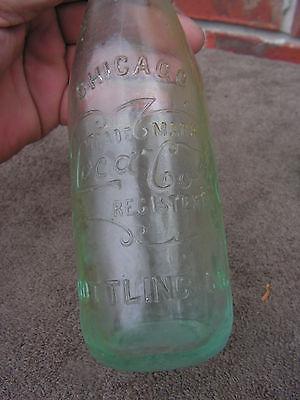 CHICAGO
TRADE MARK
Coca-Cola
REGISTERED
BOTTLING